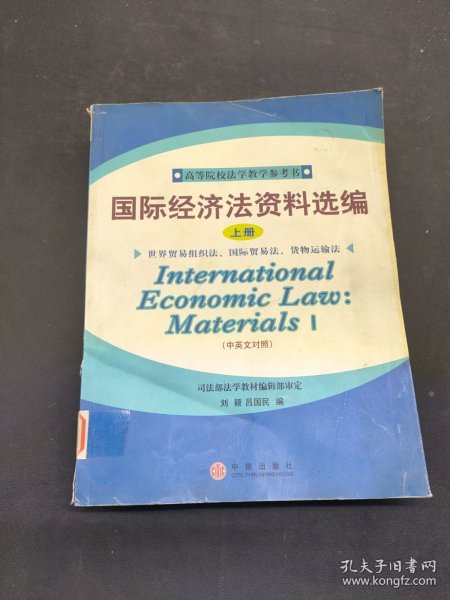 高等院校法学教学参考书
国际经济法资料选编
上册
世界贸易组织法、国际贸易法、货物运输法
International
Economic Law:
Materials I
(中英文对照)
司法部法学教材编辑部审定
刘颖 吕国民 编
中信出版社
CITIC PUBLISHING HOUSE
孔夫子旧书网
www.kongfz.com